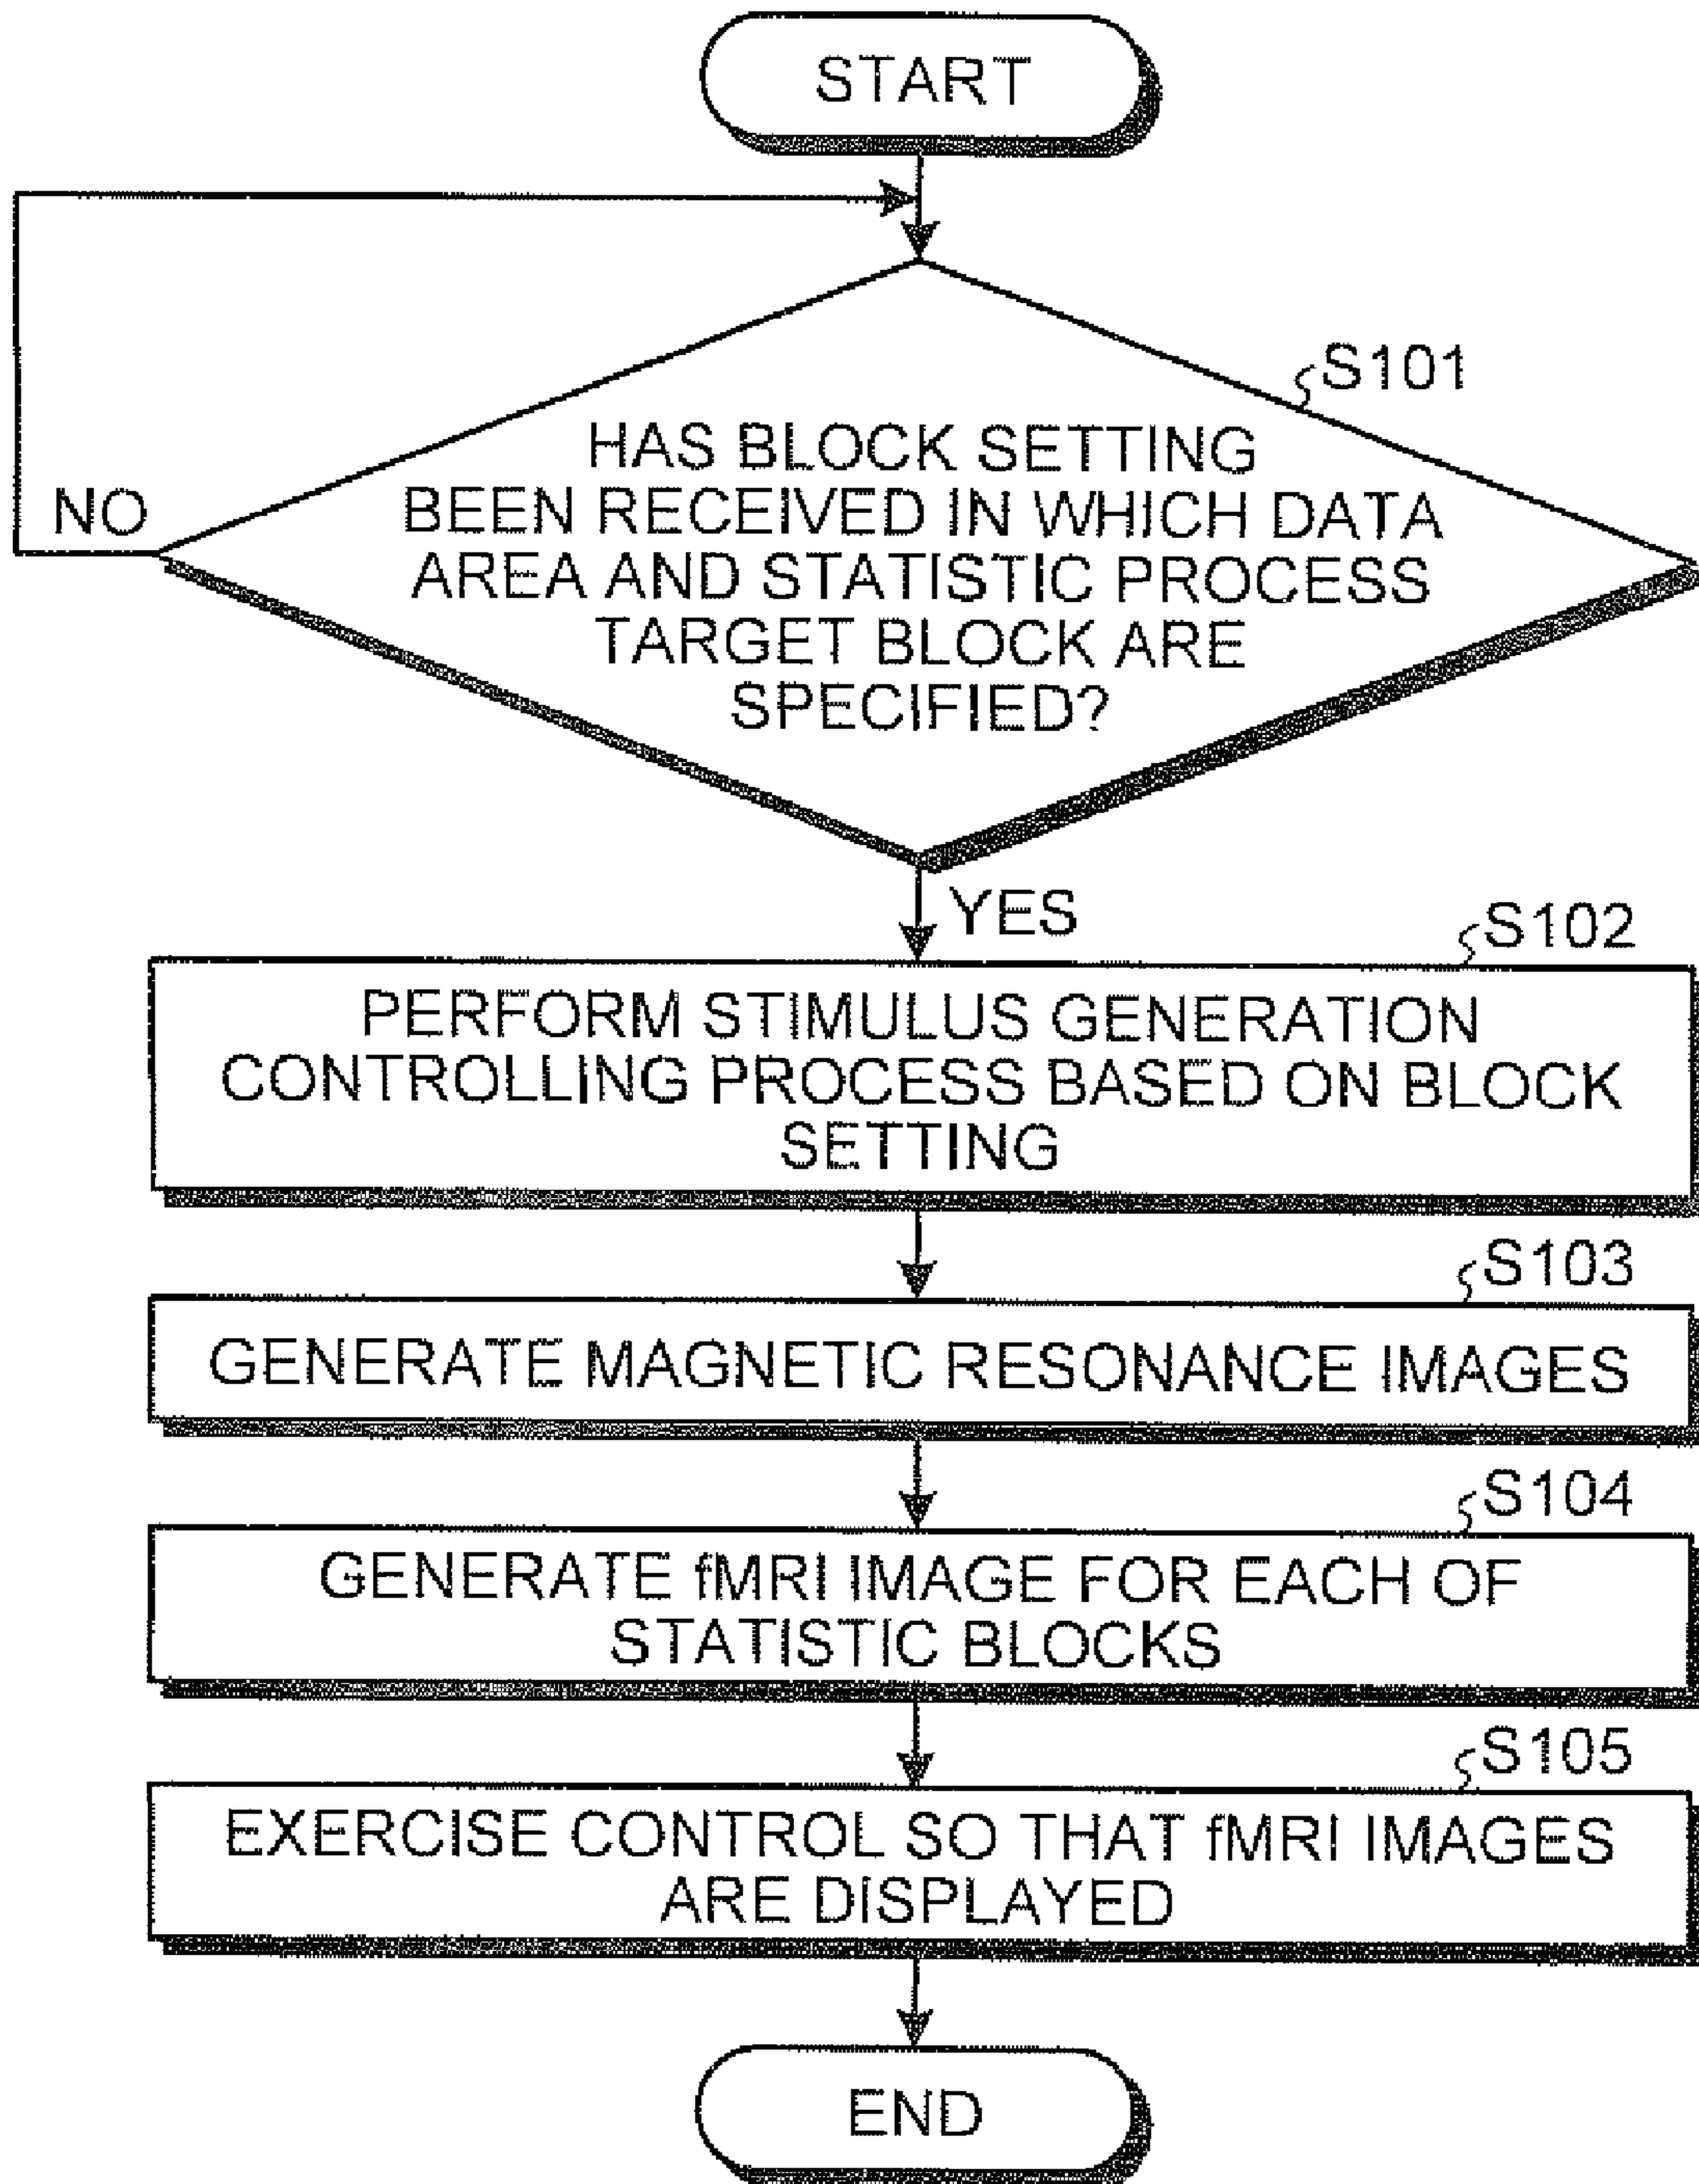 START
S101
HAS BLOCK SETTING
BEEN RECEIVED IN WHICH DATA
AREA AND STATISTIC PROCESS
TARGET BLOCK ARE
SPECIFIED?
NO
YES
S102
PERFORM STIMULUS GENERATION
CONTROLLING PROCESS BASED ON BLOCK
SETTING
S103
GENERATE MAGNETIC RESONANCE IMAGES
S104
GENERATE fMRI IMAGE FOR EACH OF
STATISTIC BLOCKS
S105
EXERCISE CONTROL SO THAT fMRI IMAGES
ARE DISPLAYED
END